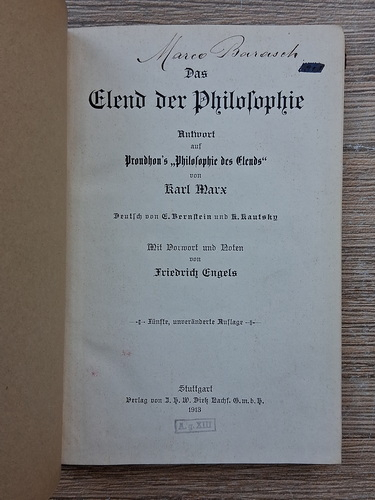 Marco Barasch
Das
Elend der Philosophie
Antwort
auf
Proudhon's „Philosophie des Elends“
von
Karl Marx
Deutsch von E. Bernstein und K. Kautsky
Mit Vorwort und Noten
von
Friedrich Engels
Fünfte, unveränderte Auflage
Stuttgart
Verlag von J. H. W. Dietz Nachf. G.m.b.H.
1913
A. g. XIII